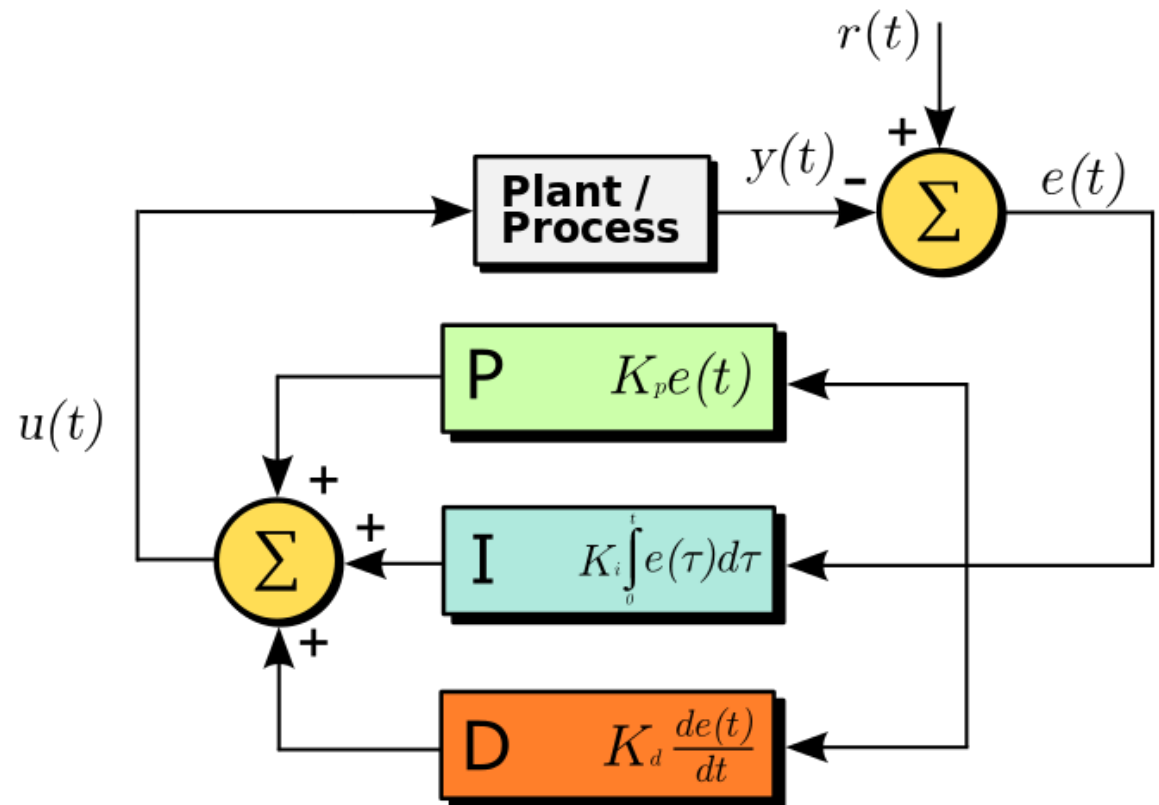 r(t)
+
y(t)
-
e(t)
Plant /
Process
Σ
P K_p e(t)
u(t)
+
+
Σ
I K_i ∫_0^t e(τ)dτ
+
D K_d de(t)/dt